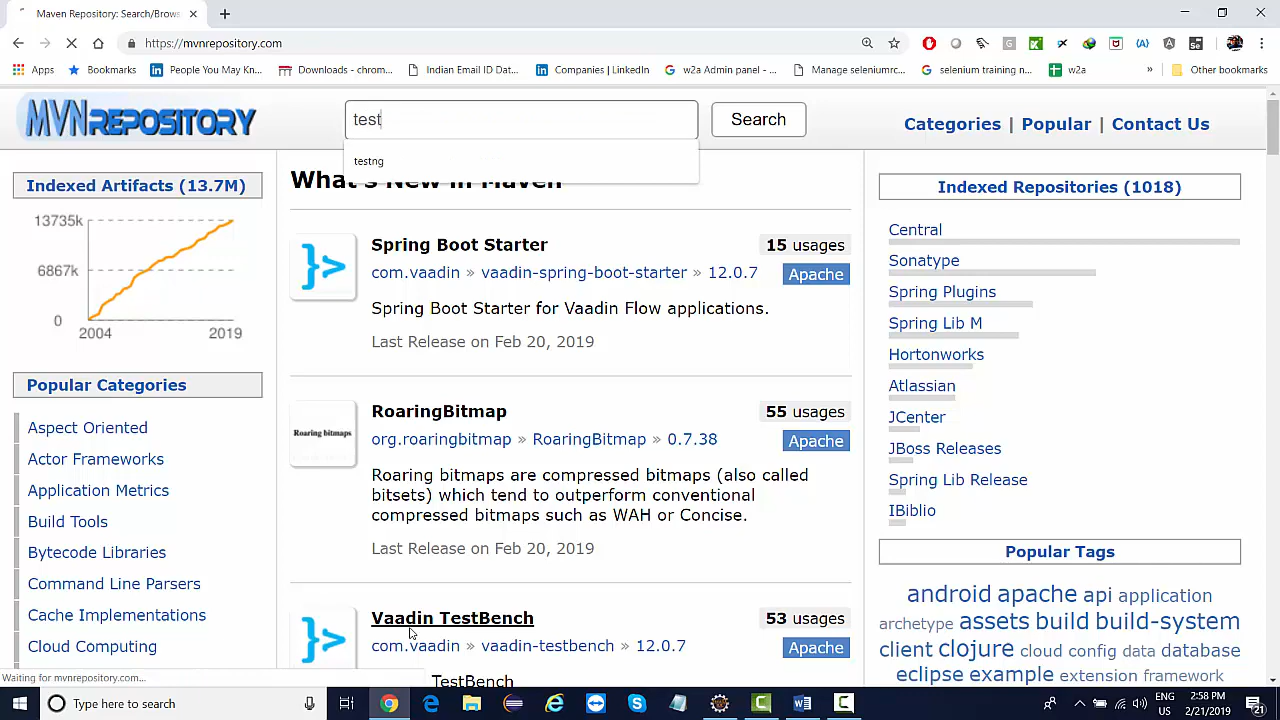 Maven Repository: Search/Brows
https://mvnrepository.com
Apps
Bookmarks
People You May Kn...
Downloads - chrom...
Indian Email ID Dat...
Companies | LinkedIn
w2a Admin panel - ...
Manage seleniumrc...
selenium training n...
w2a
»
Other bookmarks
MVNREPOSITORY
test
Search
Categories | Popular | Contact Us
testng
Indexed Artifacts (13.7M)
13735k
6867k
0
2004
2019
Popular Categories
Aspect Oriented
Actor Frameworks
Application Metrics
Build Tools
Bytecode Libraries
Command Line Parsers
Cache Implementations
Cloud Computing
What's New in Maven
Spring Boot Starter
15 usages
com.vaadin » vaadin-spring-boot-starter » 12.0.7
Apache
Spring Boot Starter for Vaadin Flow applications.
Last Release on Feb 20, 2019
Roaring bitmaps
RoaringBitmap
55 usages
org.roaringbitmap » RoaringBitmap » 0.7.38
Apache
Roaring bitmaps are compressed bitmaps (also called
bitsets) which tend to outperform conventional
compressed bitmaps such as WAH or Concise.
Last Release on Feb 20, 2019
Vaadin TestBench
53 usages
com.vaadin » vaadin-testbench » 12.0.7
Apache
TestBench
Indexed Repositories (1018)
Central
Sonatype
Spring Plugins
Spring Lib M
Hortonworks
Atlassian
JCenter
JBoss Releases
Spring Lib Release
IBiblio
Popular Tags
android apache api application
archetype assets build build-system
client clojure cloud config data database
eclipse example extension framework
Waiting for mvnrepository.com...
Type here to search
ENG
US
2:58 PM
2/21/2019
21